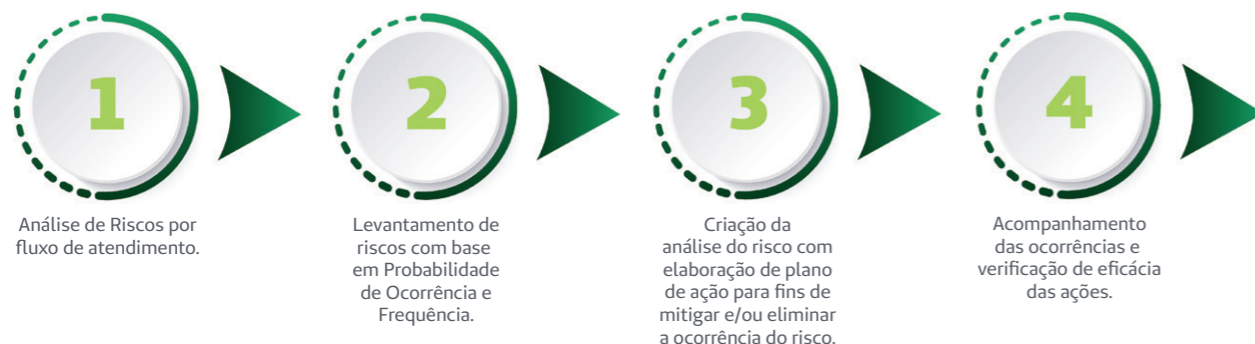 1
Análise de Riscos por
fluxo de atendimento.
2
Levantamento de
riscos com base
em Probabilidade
de Ocorrência e
Frequência.
3
Criação da
análise do risco com
elaboração de plano
de ação para fins de
mitigar e/ou eliminar
a ocorrência do risco.
4
Acompanhamento
das ocorrências e
verificação de eficácia
das ações.